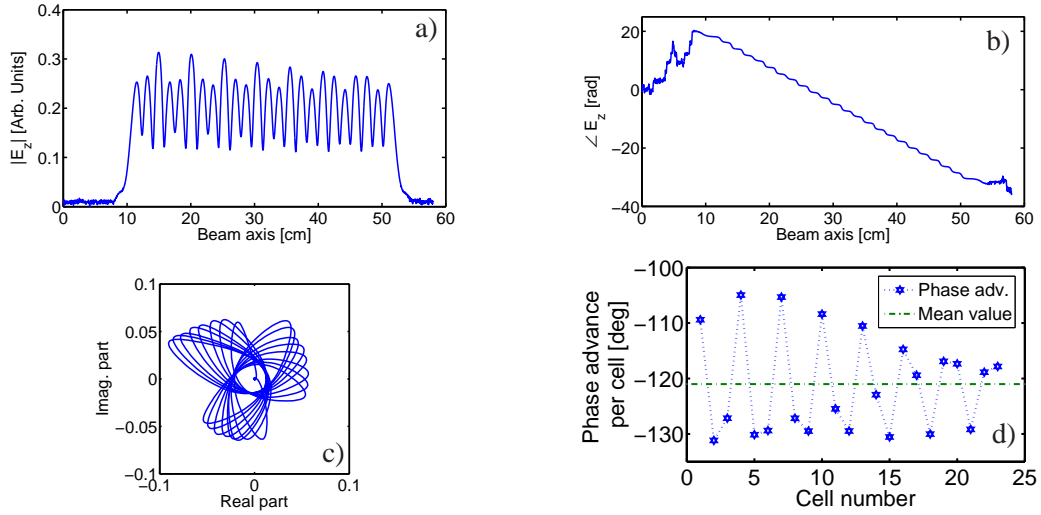 a)
|E_z| [Arb. Units]
0.4
0.3
0.2
0.1
0
0 10 20 30 40 50 60
Beam axis [cm]
b)
∠ E_z [rad]
20
0
−20
−40
0 10 20 30 40 50 60
Beam axis [cm]
c)
Imag. part
0.1
0.05
0
−0.05
−0.1
−0.1 0 0.1
Real part
d)
Phase advance
per cell [deg]
−100
−110
−120
−130
0 5 10 15 20 25
Cell number
Phase adv.
Mean value